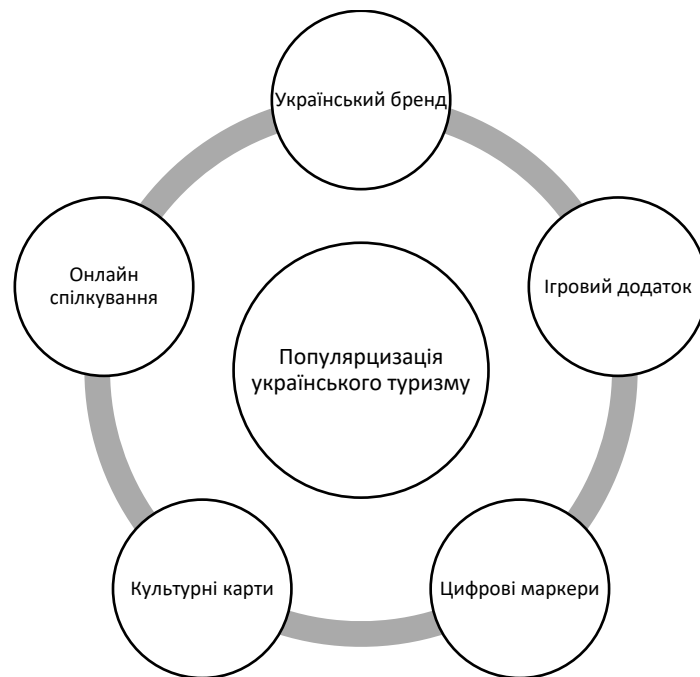 Український бренд
Онлайн
спілкування
Ігровий додаток
Популярцизація
українського туризму
Культурні карти
Цифрові маркери